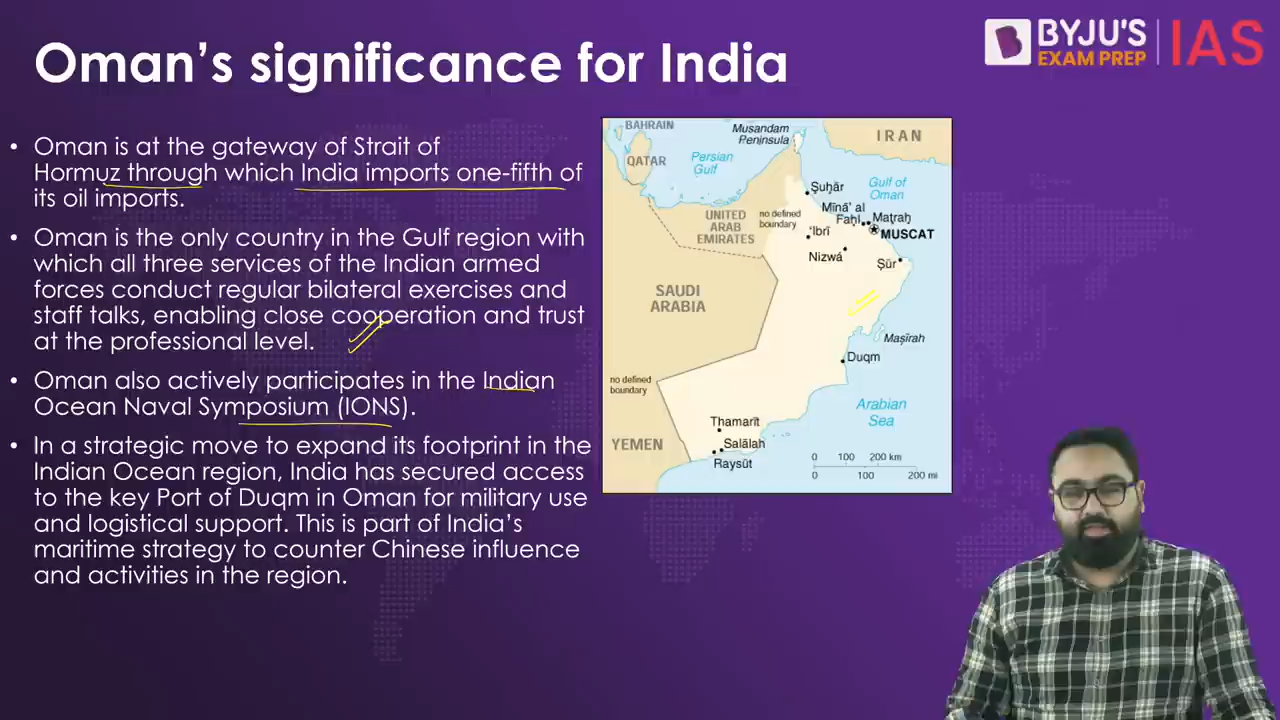 Oman's significance for India
BYJU'S
EXAM PREP
IAS
• Oman is at the gateway of Strait of
Hormuz through which India imports one-fifth of
its oil imports.
• Oman is the only country in the Gulf region with
which all three services of the Indian armed
forces conduct regular bilateral exercises and
staff talks, enabling close cooperation and trust
at the professional level.
• Oman also actively participates in the Indian
Ocean Naval Symposium (IONS).
• In a strategic move to expand its footprint in the
Indian Ocean region, India has secured access
to the key Port of Duqm in Oman for military use
and logistical support. This is part of India's
maritime strategy to counter Chinese influence
and activities in the region.
BAHRAIN
Musandam
Peninsula
IRAN
QATAR
Persian
Gulf
Şuḩār
Gulf of
Oman
UNITED
ARAB
EMIRATES
no defined
boundary
Mīnā' al
Faḩl
Maţraḩ
MUSCAT
'Ibrī
Nizwá
Şūr
SAUDI
ARABIA
Maşīrah
Duqm
no defined
boundary
Arabian
Sea
Thamarīt
YEMEN
Şalālah
Raysūt
0 100 200 km
0 100 200 mi